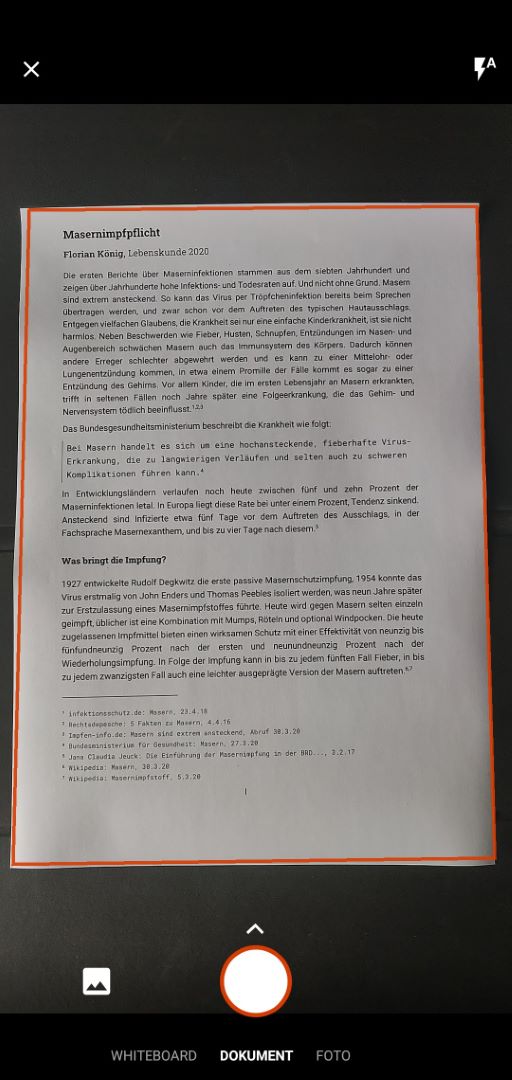 A
Masernimpfpflicht
Florian König, Lebenskunde 2020
Die ersten Berichte über Maserninfektionen stammen aus dem siebten Jahrhundert und
zeigen über Jahrhunderte hohe Infektions- und Todesraten auf. Und nicht ohne Grund. Masern
sind extrem ansteckend. So kann das Virus per Tröpfcheninfektion bereits beim Sprechen
übertragen werden, und zwar schon vor dem Auftreten des typischen Hautausschlags.
Entgegen vielfachen Glaubens, die Krankheit sei nur eine einfache Kinderkrankheit, ist sie nicht
harmlos. Neben Beschwerden wie Fieber, Husten, Schnupfen, Entzündungen im Nasen- und
Augenbereich schwächen Masern auch das Immunsystem des Körpers. Dadurch können
andere Erreger schlechter abgewehrt werden und es kann zu einer Mittelohr- oder
Lungenentzündung kommen, in etwa einem Promille der Fälle kommt es sogar zu einer
Entzündung des Gehirns. Vor allem Kinder, die im ersten Lebensjahr an Masern erkrankten,
trifft in seltenen Fällen noch Jahre später eine Folgeerkrankung, die das Gehirn- und
Nervensystem tödlich beeinflusst.¹,²,³
Das Bundesgesundheitsministerium beschreibt die Krankheit wie folgt:
Bei Masern handelt es sich um eine hochansteckende, fieberhafte Virus-
Erkrankung, die zu langwierigen Verläufen und selten auch zu schweren
Komplikationen führen kann.⁴
In Entwicklungsländern verlaufen noch heute zwischen fünf und zehn Prozent der
Maserninfektionen letal. In Europa liegt diese Rate bei unter einem Prozent, Tendenz sinkend.
Ansteckend sind Infizierte etwa fünf Tage vor dem Auftreten des Ausschlags, in der
Fachsprache Masernexanthem, und bis zu vier Tage nach diesem.⁵
Was bringt die Impfung?
1927 entwickelte Rudolf Degkwitz die erste passive Masernschutzimpfung, 1954 konnte das
Virus erstmalig von John Enders und Thomas Peebles isoliert werden, was neun Jahre später
zur Erstzulassung eines Masernimpfstoffes führte. Heute wird gegen Masern selten einzeln
geimpft, üblicher ist eine Kombination mit Mumps, Röteln und optional Windpocken. Die heute
zugelassenen Impfmittel bieten einen wirksamen Schutz mit einer Effektivität von neunzig bis
fünfundneunzig Prozent nach der ersten und neunundneunzig Prozent nach der
Wiederholungsimpfung. In Folge der Impfung kann in bis zu jedem fünften Fall Fieber, in bis
zu jedem zwanzigsten Fall auch eine leichter ausgeprägte Version der Masern auftreten.⁶,⁷
¹ infektionsschutz.de: Masern, 23.4.18
² Rechtsdepesche: 5 Fakten zu Masern, 4.4.16
³ Impfen-info.de: Masern sind extrem ansteckend, Abruf 30.3.20
⁴ Bundesministerium für Gesundheit: Masern, 27.3.20
⁵ Jana Claudia Jeuck: Die Einführung der Masernimpfung in der BRD..., 3.2.17
⁶ Wikipedia: Masern, 30.3.20
⁷ Wikipedia: Masernimpfstoff, 5.3.20
1
WHITEBOARD DOKUMENT FOTO